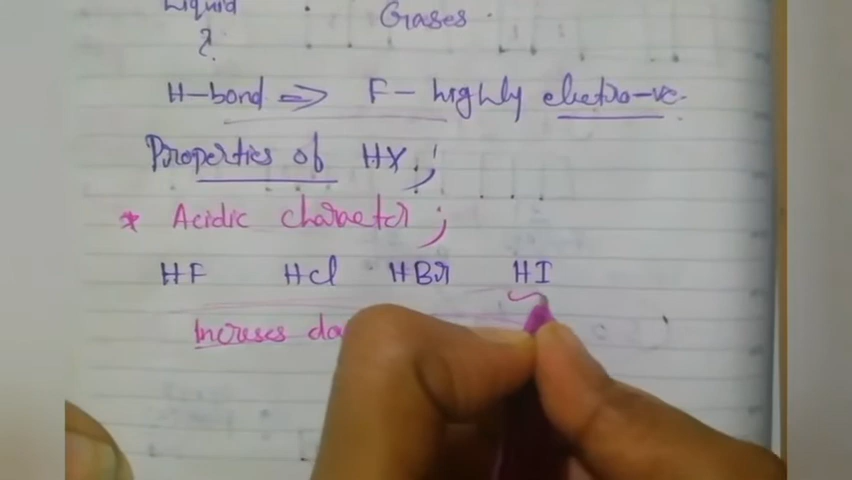 Liquid Gases.
?
H-bond => F- highly electro-ve.
Properties of HX;
* Acidic character;
HF HCl HBr HI
Increses